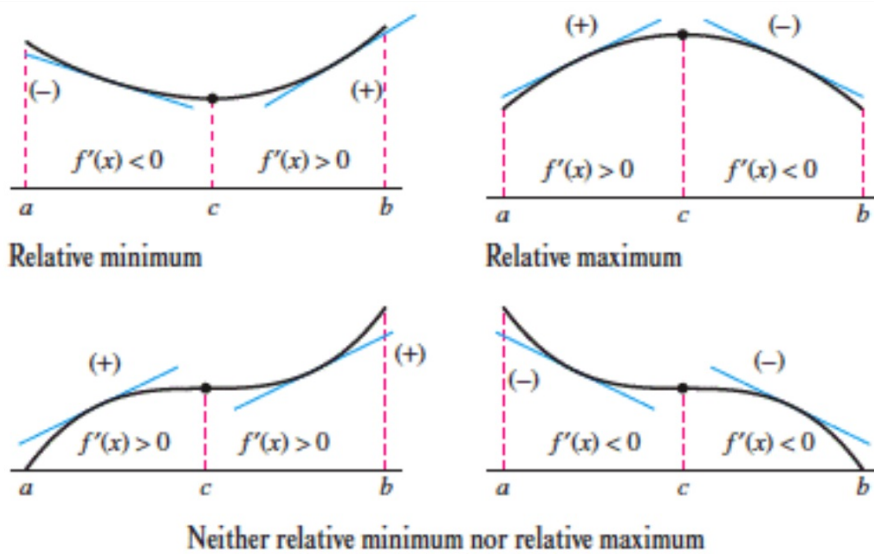 (+) (–)
(–) (+)
f′(x) < 0 f′(x) > 0 f′(x) > 0 f′(x) < 0
a c b a c b
Relative minimum Relative maximum
(+) (+) (–) (–)
f′(x) > 0 f′(x) > 0 f′(x) < 0 f′(x) < 0
a c b a c b
Neither relative minimum nor relative maximum